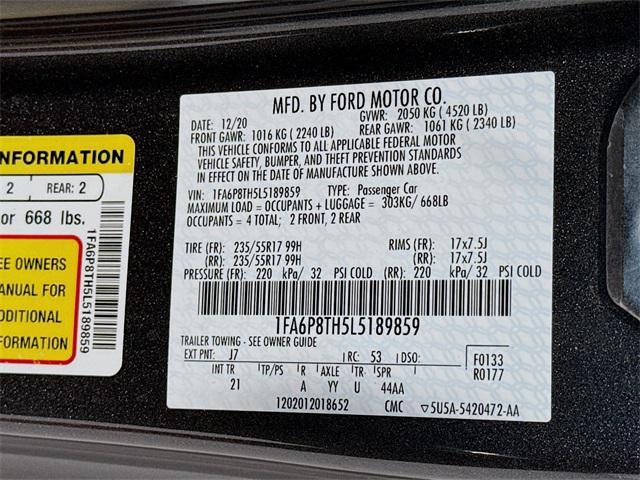 MFD. BY FORD MOTOR CO.
DATE: 12/20 GVWR: 2050 KG ( 4520 LB)
FRONT GAWR: 1016 KG ( 2240 LB) REAR GAWR: 1061 KG ( 2340 LB)
THIS VEHICLE CONFORMS TO ALL APPLICABLE FEDERAL MOTOR
VEHICLE SAFETY, BUMPER, AND THEFT PREVENTION STANDARDS
IN EFFECT ON THE DATE OF MANUFACTURE SHOWN ABOVE.
VIN: 1FA6P8TH5L5189859 TYPE: Passenger Car
MAXIMUM LOAD = OCCUPANTS + LUGGAGE = 303KG/ 668LB
OCCUPANTS = 4 TOTAL; 2 FRONT, 2 REAR
TIRE (FR): 235/55R17 99H RIMS (FR): 17x7.5J
(RR): 235/55R17 99H (RR): 17x7.5J
PRESSURE (FR): 220 kPa/ 32 PSI COLD (RR): 220 kPa/ 32 PSI COLD
1FA6P8TH5L5189859
TRAILER TOWING - SEE OWNER GUIDE
EXT PNT: J7 RC: 53 DSO: F0133
R0177
INT TR TP/PS R AXLE TR SPR
21 A YY U 44AA
1202012018652 CMC ▽5U5A-5420472-AA
INFORMATION
2 REAR: 2
or 668 lbs.
EE OWNERS
MANUAL FOR
ADDITIONAL
INFORMATION
1FA6P8TH5L5189859